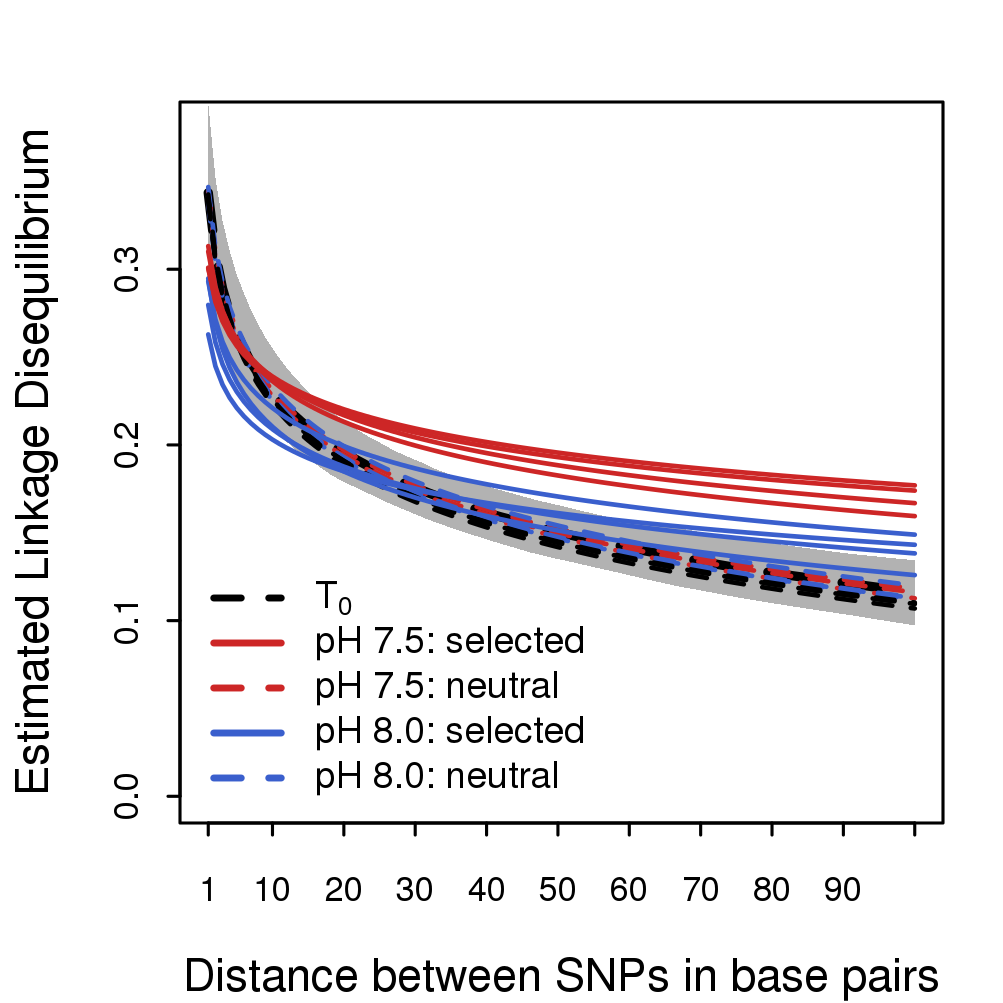 Estimated Linkage Disequilibrium
0.3
0.2
0.1
0.0
T0
pH 7.5: selected
pH 7.5: neutral
pH 8.0: selected
pH 8.0: neutral
1 10 20 30 40 50 60 70 80 90
Distance between SNPs in base pairs